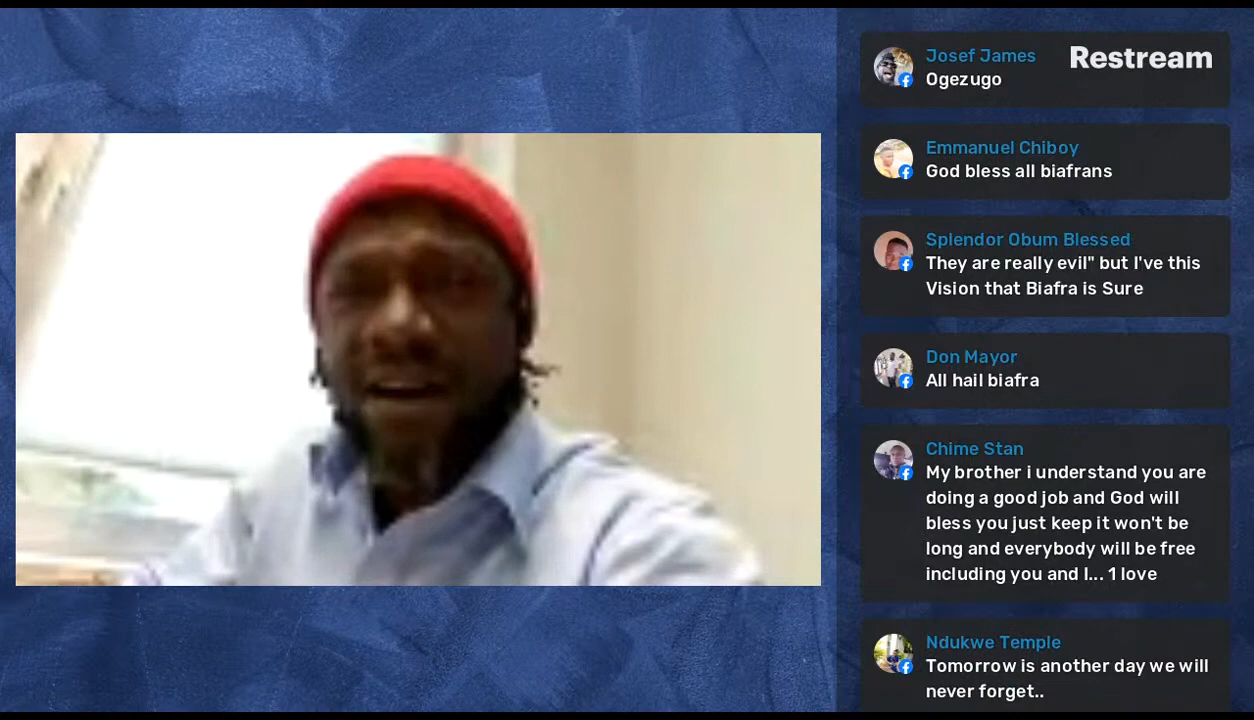 Josef James
Restream
Ogezugo
Emmanuel Chiboy
God bless all biafrans
Splendor Obum Blessed
They are really evil" but I've this
Vision that Biafra is Sure
Don Mayor
All hail biafra
Chime Stan
My brother i understand you are
doing a good job and God will
bless you just keep it won't be
long and everybody will be free
including you and I... 1 love
Ndukwe Temple
Tomorrow is another day we will
never forget..